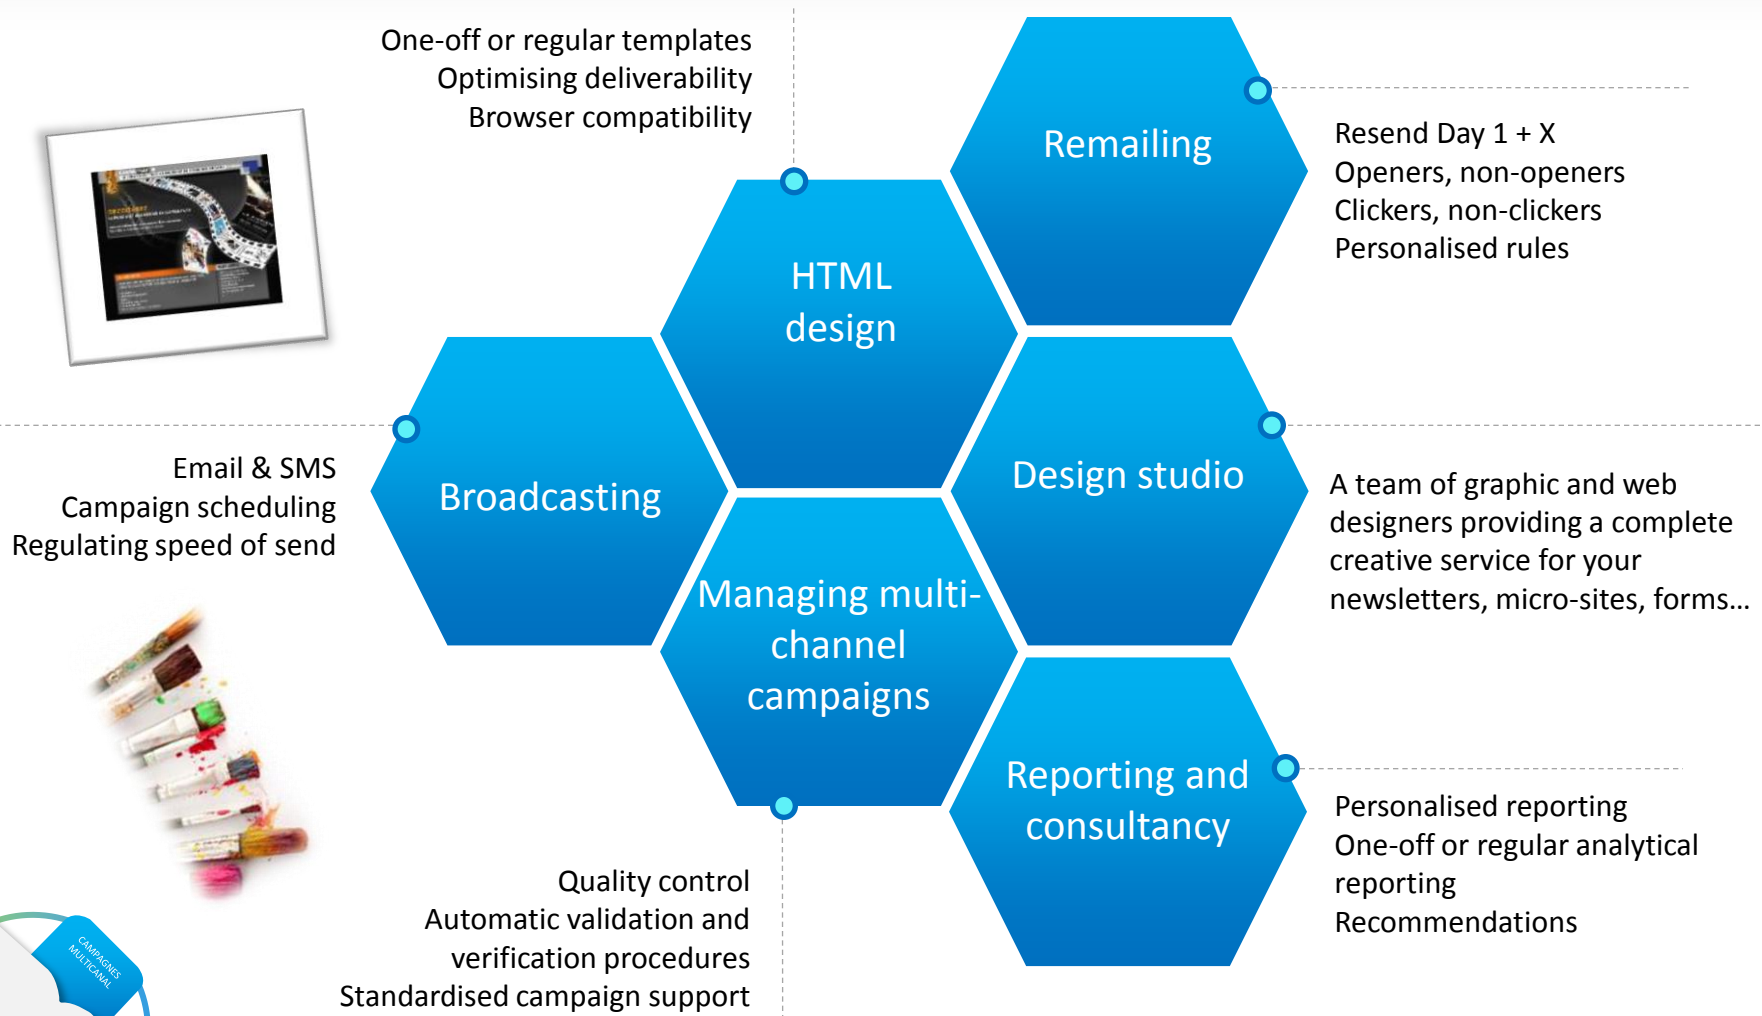 One-off or regular templates
Optimising deliverability
Browser compatibility
Remailing
Resend Day 1 + X
Openers, non-openers
Clickers, non-clickers
Personalised rules
HTML
design
Email & SMS
Campaign scheduling
Regulating speed of send
Broadcasting
Design studio
A team of graphic and web
designers providing a complete
creative service for your
newsletters, micro-sites, forms…
Managing multi-
channel
campaigns
Reporting and
consultancy
Personalised reporting
One-off or regular analytical
reporting
Recommendations
Quality control
Automatic validation and
verification procedures
Standardised campaign support
CAMPAGNES
MULTICANAL